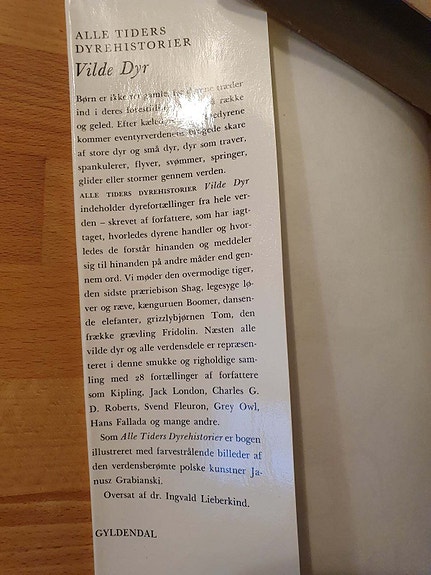 ALLE TIDERS
DYREHISTORIER
Vilde Dyr
Børn er ikke ret gamle, før dyrene træder
ind i deres forestillings række
og geled. Efter kæledyrene
kommer eventyrverdenens brogede skare
af store dyr og små dyr, dyr som traver,
spankulerer, flyver, svømmer, springer,
glider eller stormer gennem verden.
ALLE TIDERS DYREHISTORIER Vilde Dyr
indeholder dyrefortællinger fra hele ver-
den – skrevet af forfattere, som har iagt-
taget, hvorledes dyrene handler og hvor-
ledes de forstår hinanden og meddeler
sig til hinanden på andre måder end gen-
nem ord. Vi møder den overmodige tiger,
den sidste præriebison Shag, legesyge lø-
ver og ræve, kænguruen Boomer, dansen-
de elefanter, grizzlybjørnen Tom, den
frække grævling Fridolin. Næsten alle
vilde dyr og alle verdensdele er repræsen-
teret i denne smukke og righoldige sam-
ling med 28 fortællinger af forfattere
som Kipling, Jack London, Charles G.
D. Roberts, Svend Fleuron, Grey Owl,
Hans Fallada og mange andre.
Som Alle Tiders Dyrehistorier er bogen
illustreret med farvestrålende billeder af
den verdensberømte polske kunstner Ja-
nusz Grabianski.
Oversat af dr. Ingvald Lieberkind.
GYLDENDAL